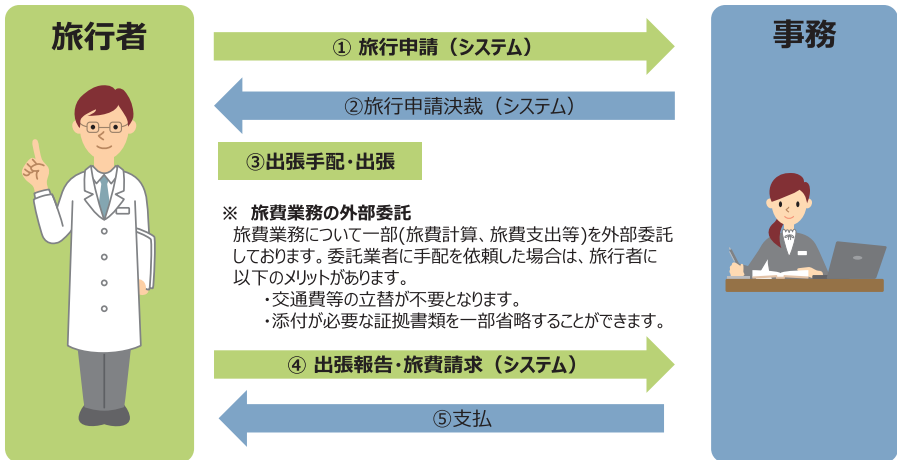 旅行者
事務
① 旅行申請（システム）
②旅行申請決裁（システム）
③出張手配・出張
※ 旅費業務の外部委託
旅費業務について一部(旅費計算、旅費支出等)を外部委託
しております。委託業者に手配を依頼した場合は、旅行者に
以下のメリットがあります。
・交通費等の立替が不要となります。
・添付が必要な証拠書類を一部省略することができます。
④ 出張報告・旅費請求（システム）
⑤支払